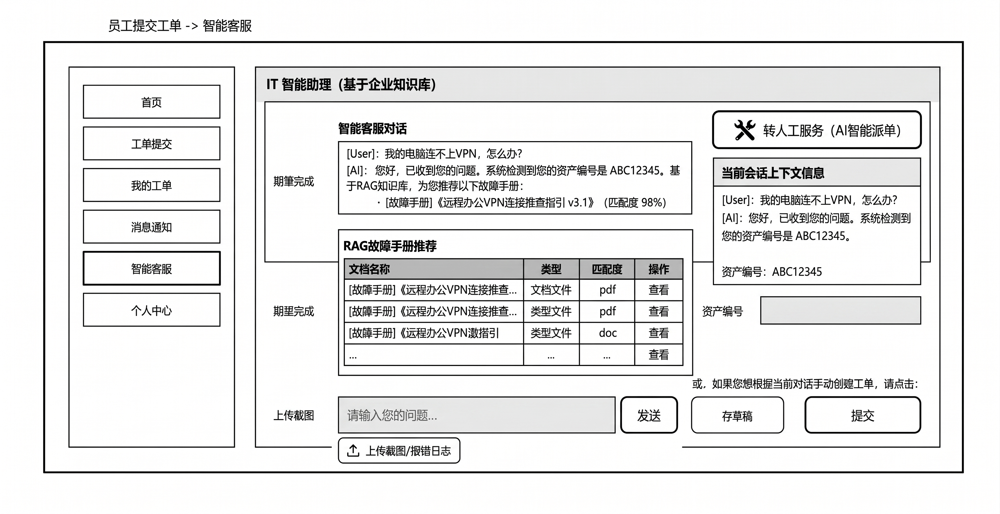 员工提交工单 -> 智能客服
首页
工单提交
我的工单
消息通知
智能客服
个人中心
IT 智能助理（基于企业知识库）
智能客服对话
[User]：我的电脑连不上VPN，怎么办？
[AI]： 您好，已收到您的问题。系统检测到您的资产编号是 ABC12345。基
于RAG知识库，为您推荐以下故障手册：
· [故障手册]《远程办公VPN连接推查指引 v3.1》（匹配度 98%）
期筆完成
转人工服务（AI智能派单）
当前会话上下文信息
[User]：我的电脑连不上VPN，怎么办？
[AI]：您好，已收到您的问题。系统检测到
您的资产编号是 ABC12345。
资产编号：ABC12345
RAG故障手册推荐
文档名称 类型 匹配度 操作
[故障手册]《远程办公VPN连接推查... 文档文件 pdf 查看
[故障手册]《远程办公VPN连接推查... 类型文件 pdf 查看
[故障手册]《远程办公VPN 引 类型文件 doc 查看
... ... ... 查看
期 完成
资产编号
或．如果您想根据当前对话手动创 工单，请点击：
上传截图
请输入您的问题...
发送
存草稿
提交
上传截图/报错日志